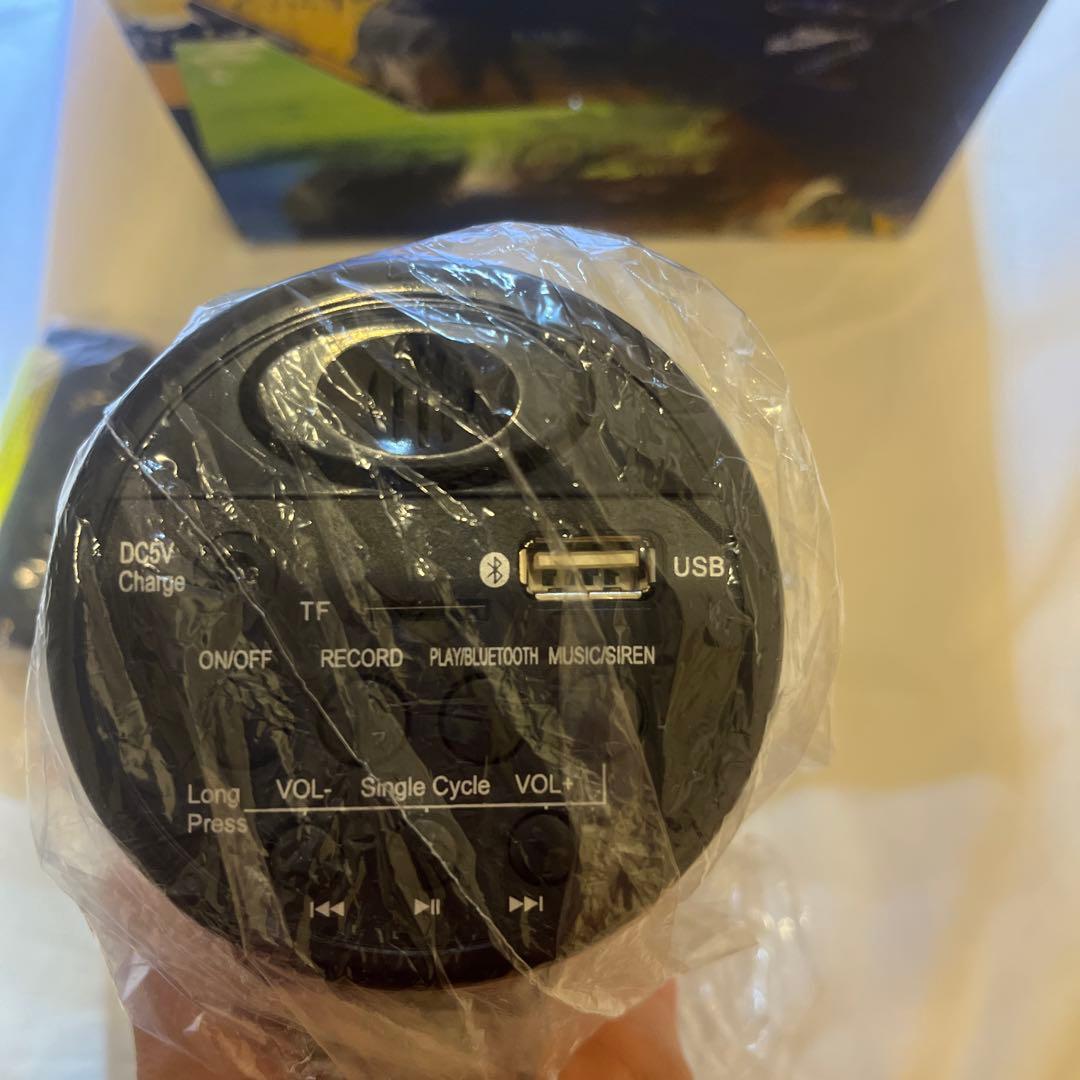 DC5V
Charge
USB
TF
ON/OFF RECORD PLAY/BLUETOOTH MUSIC/SIREN
Long
Press
VOL- Single Cycle VOL+